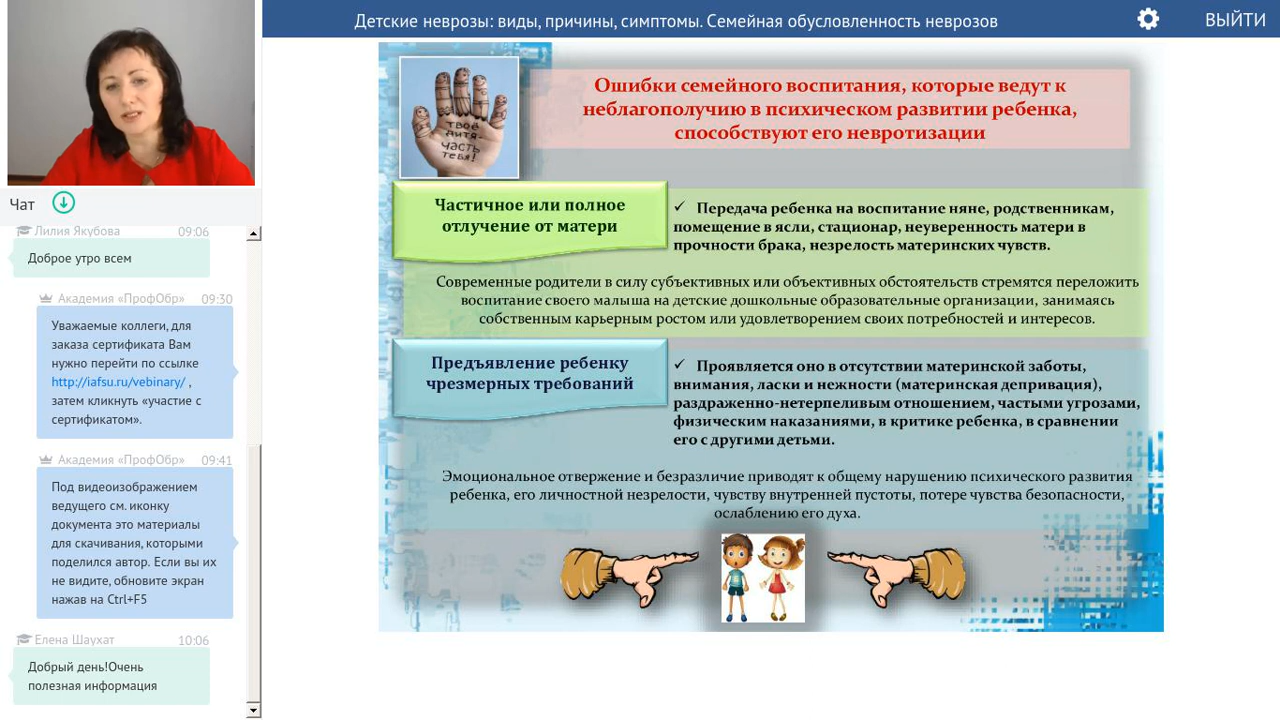 Детские неврозы: виды, причины, симптомы. Семейная обусловленность неврозов
ВЫЙТИ
Чат
Лилия Якубова 09:06
Доброе утро всем
Академия «ПрофОбр» 09:30
Уважаемые коллеги, для
заказа сертификата Вам
нужно перейти по ссылке
http://iafsu.ru/vebinary/ ,
затем кликнуть «участие с
сертификатом».
Академия «ПрофОбр» 09:41
Под видеоизображением
ведущего см. иконку
документа это материалы
для скачивания, которыми
поделился автор. Если вы их
не видите, обновите экран
нажав на Ctrl+F5
Елена Шаухат 10:06
Добрый день!Очень
полезная информация
твоё
дитя-
часть
тебя!
Ошибки семейного воспитания, которые ведут к
неблагополучию в психическом развитии ребенка,
способствуют его невротизации
Частичное или полное
отлучение от матери
✓ Передача ребенка на воспитание няне, родственникам,
помещение в ясли, стационар, неуверенность матери в
прочности брака, незрелость материнских чувств.
Современные родители в силу субъективных или объективных обстоятельств стремятся переложить
воспитание своего малыша на детские дошкольные образовательные организации, занимаясь
собственным карьерным ростом или удовлетворением своих потребностей и интересов.
Предъявление ребенку
чрезмерных требований
✓ Проявляется оно в отсутствии материнской заботы,
внимания, ласки и нежности (материнская депривация),
раздраженно-нетерпеливым отношением, частыми угрозами,
физическим наказаниями, в критике ребенка, в сравнении
его с другими детьми.
Эмоциональное отвержение и безразличие приводят к общему нарушению психического развития
ребенка, его личностной незрелости, чувству внутренней пустоты, потере чувства безопасности,
ослаблению его духа.